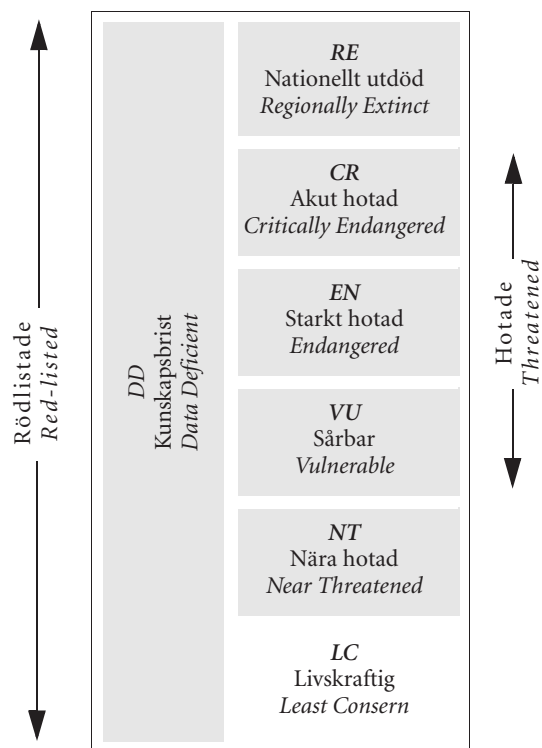 Rödlistade
Red-listed
DD
Kunskapsbrist
Data Deficient
RE
Nationellt utdöd
Regionally Extinct
CR
Akut hotad
Critically Endangered
EN
Starkt hotad
Endangered
VU
Sårbar
Vulnerable
NT
Nära hotad
Near Threatened
LC
Livskraftig
Least Consern
Hotade
Threatened